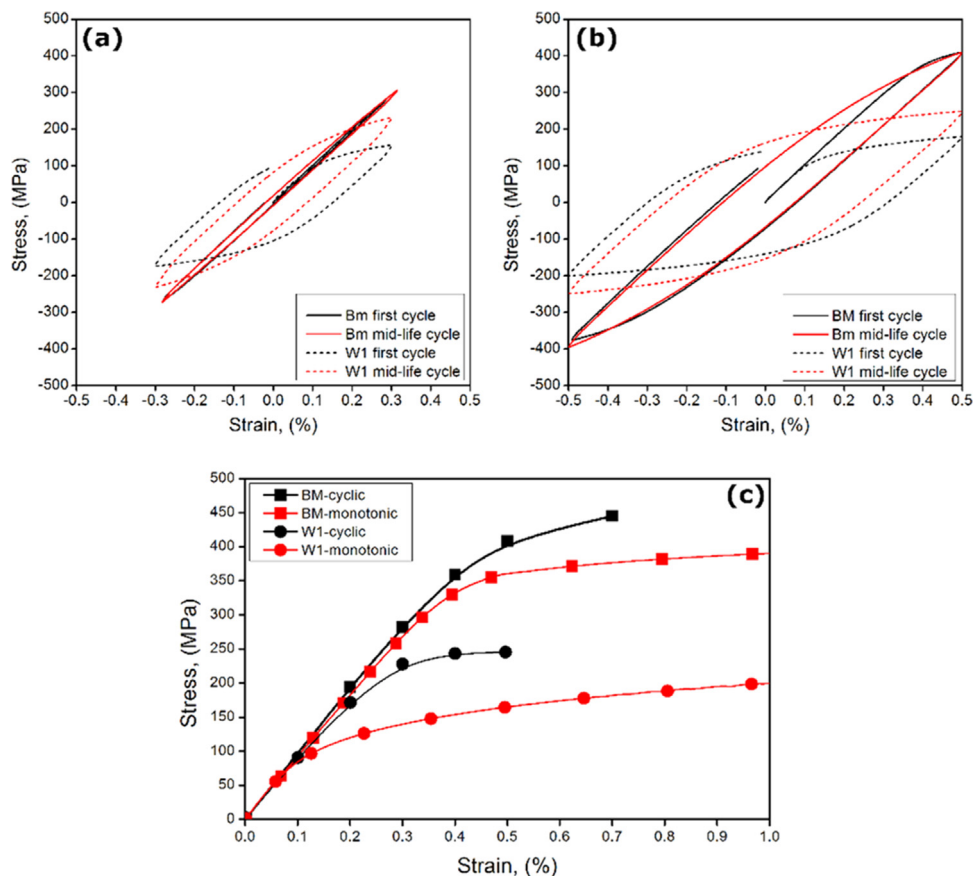 (a)
500
400
300
200
100
0
-100
-200
-300
-400
-500
Stress, (MPa)
Bm first cycle
Bm mid-life cycle
W1 first cycle
W1 mid-life cycle
-0.5 -0.4 -0.3 -0.2 -0.1 0.0 0.1 0.2 0.3 0.4 0.5
Strain, (%)
(b)
500
400
300
200
100
0
-100
-200
-300
-400
-500
Stress, (MPa)
BM first cycle
Bm mid-life cycle
W1 first cycle
W1 mid-life cycle
-0.5 -0.4 -0.3 -0.2 -0.1 0.0 0.1 0.2 0.3 0.4 0.5
Strain, (%)
(c)
500
450
400
350
300
250
200
150
100
50
0
Stress, (MPa)
BM-cyclic
BM-monotonic
W1-cyclic
W1-monotonic
0.0 0.1 0.2 0.3 0.4 0.5 0.6 0.7 0.8 0.9 1.0
Strain, (%)